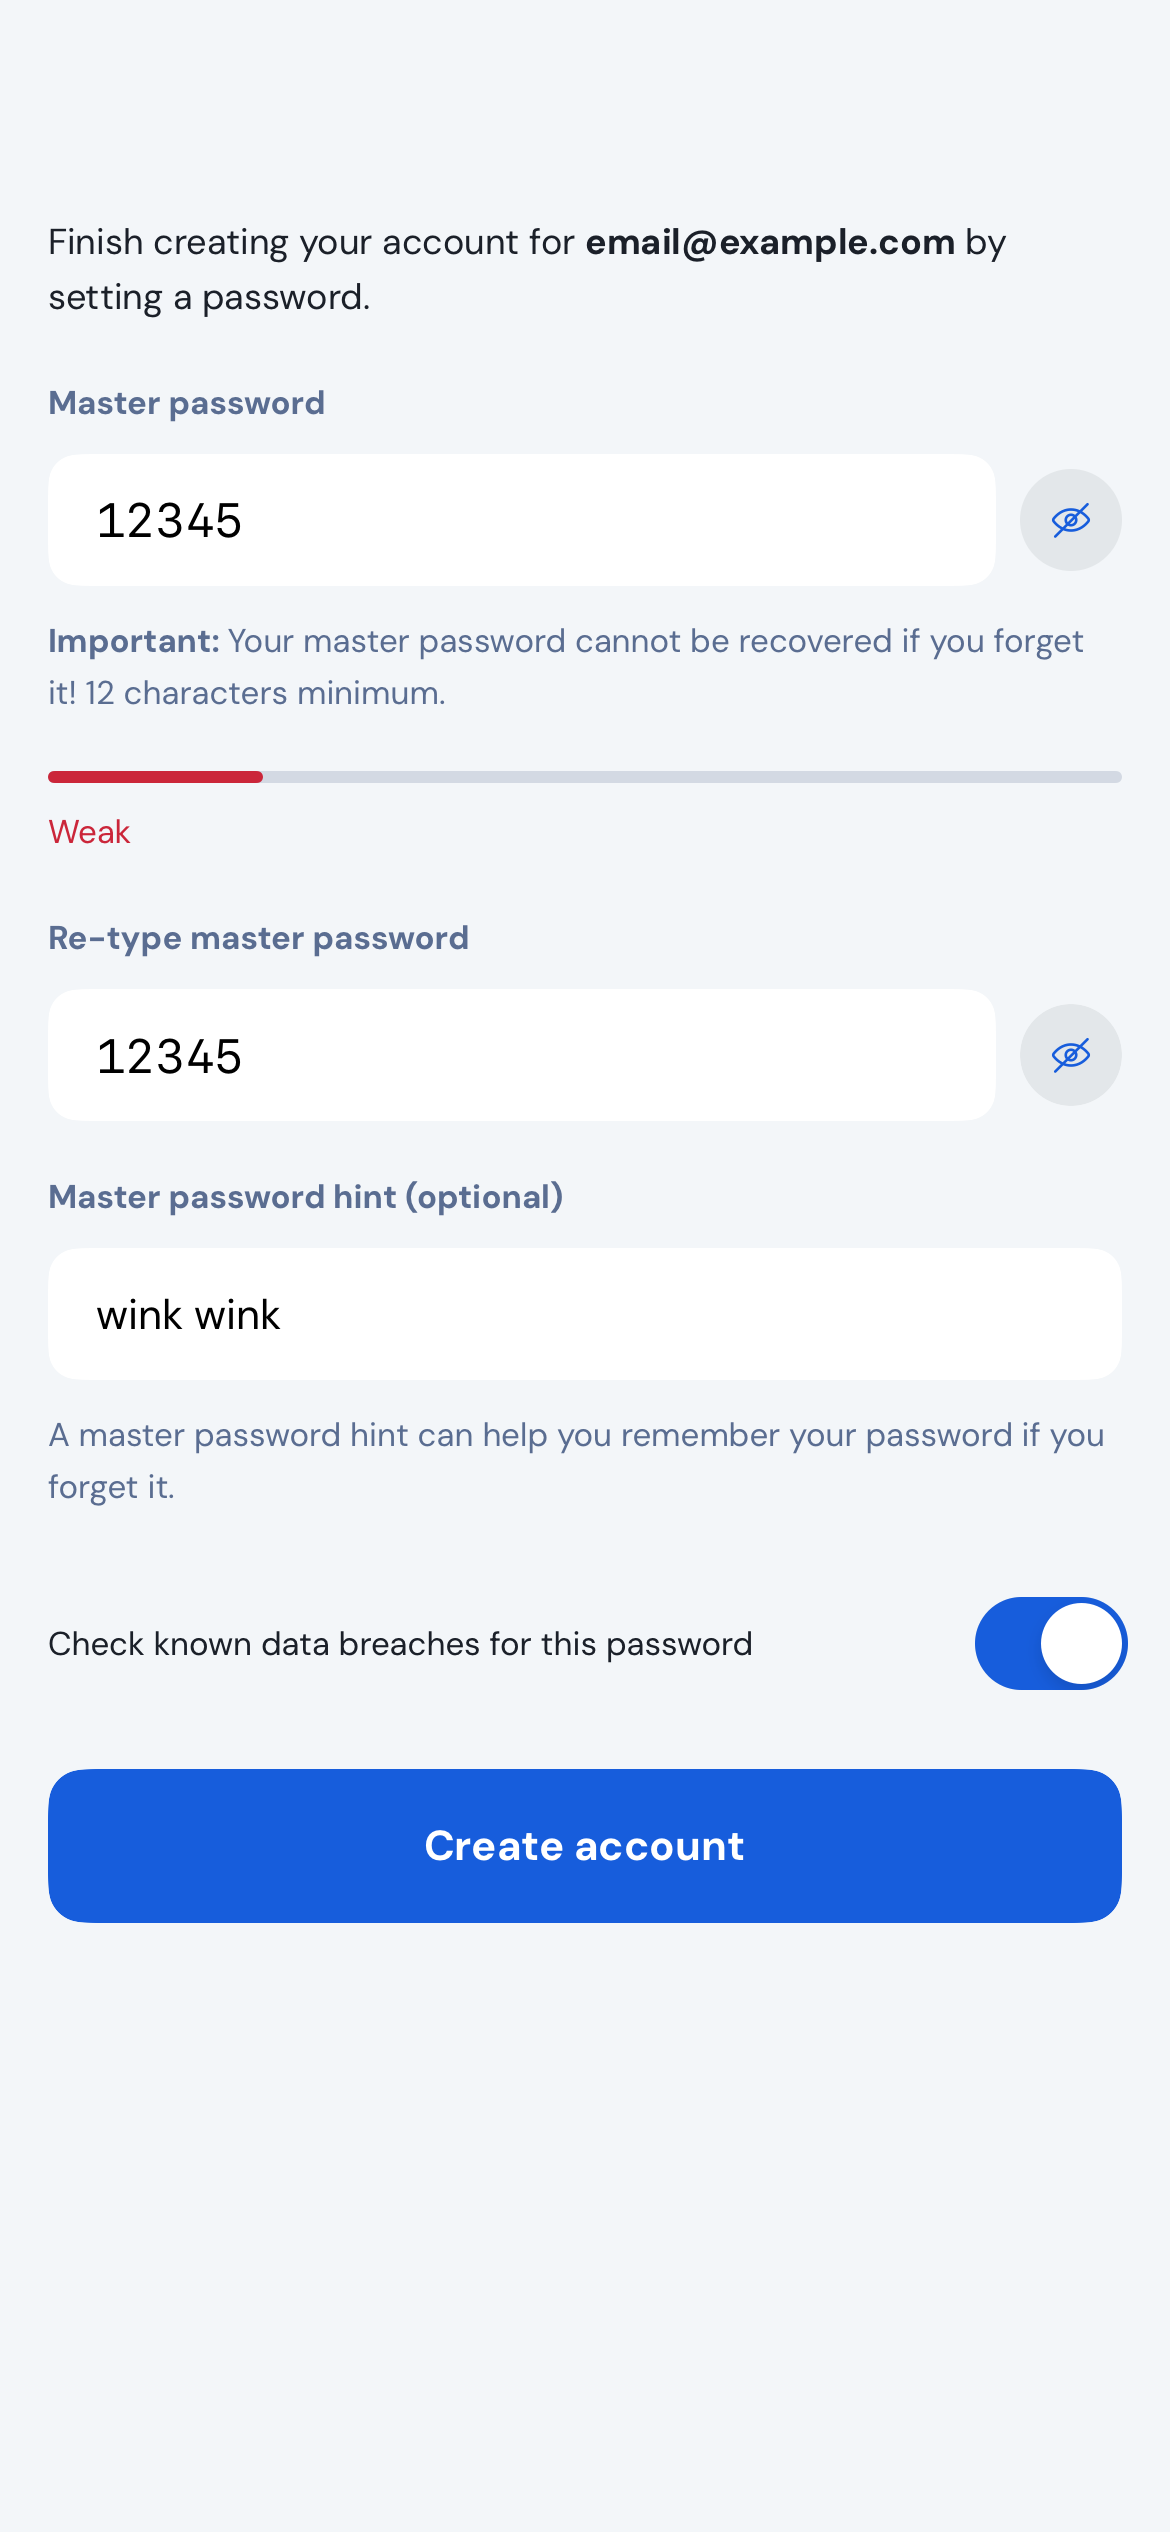 Finish creating your account for email@example.com by
setting a password.
Master password
12345
Important: Your master password cannot be recovered if you forget
it! 12 characters minimum.
Weak
Re-type master password
12345
Master password hint (optional)
wink wink
A master password hint can help you remember your password if you
forget it.
Check known data breaches for this password
Create account